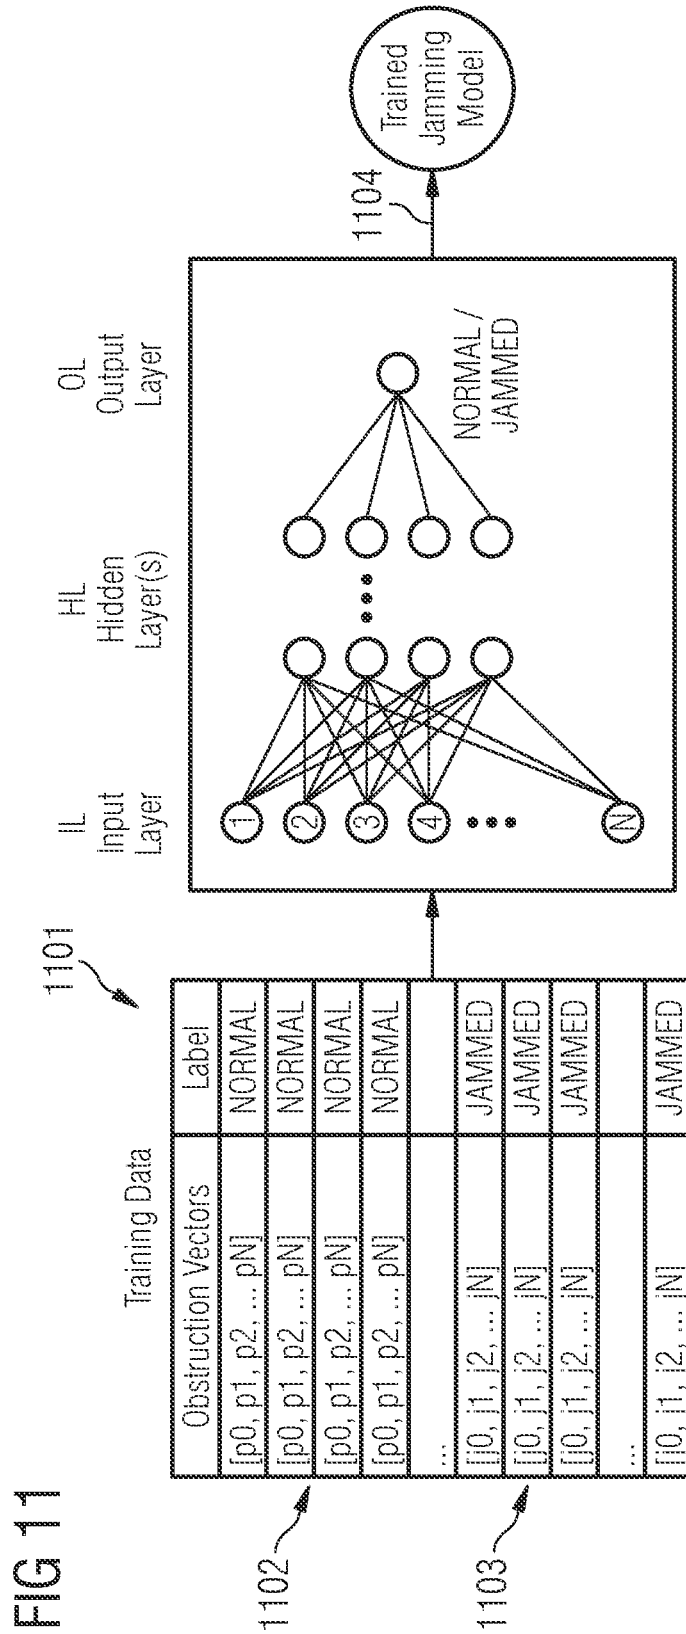 FIG 11
Training Data
1101
Obstruction Vectors Label
[p0, p1, p2, ... pN] NORMAL
[p0, p1, p2, ... pN] NORMAL
[p0, p1, p2, ... pN] NORMAL
[p0, p1, p2, ... pN] NORMAL
...
[j0, j1, j2, ... jN] JAMMED
[j0, j1, j2, ... jN] JAMMED
[j0, j1, j2, ... jN] JAMMED
...
[j0, j1, j2, ... jN] JAMMED
1102
1103
IL
Input
Layer
HL
Hidden
Layer(s)
OL
Output
Layer
1
2
3
4
N
NORMAL /
JAMMED
1104
Trained
Jamming
Model